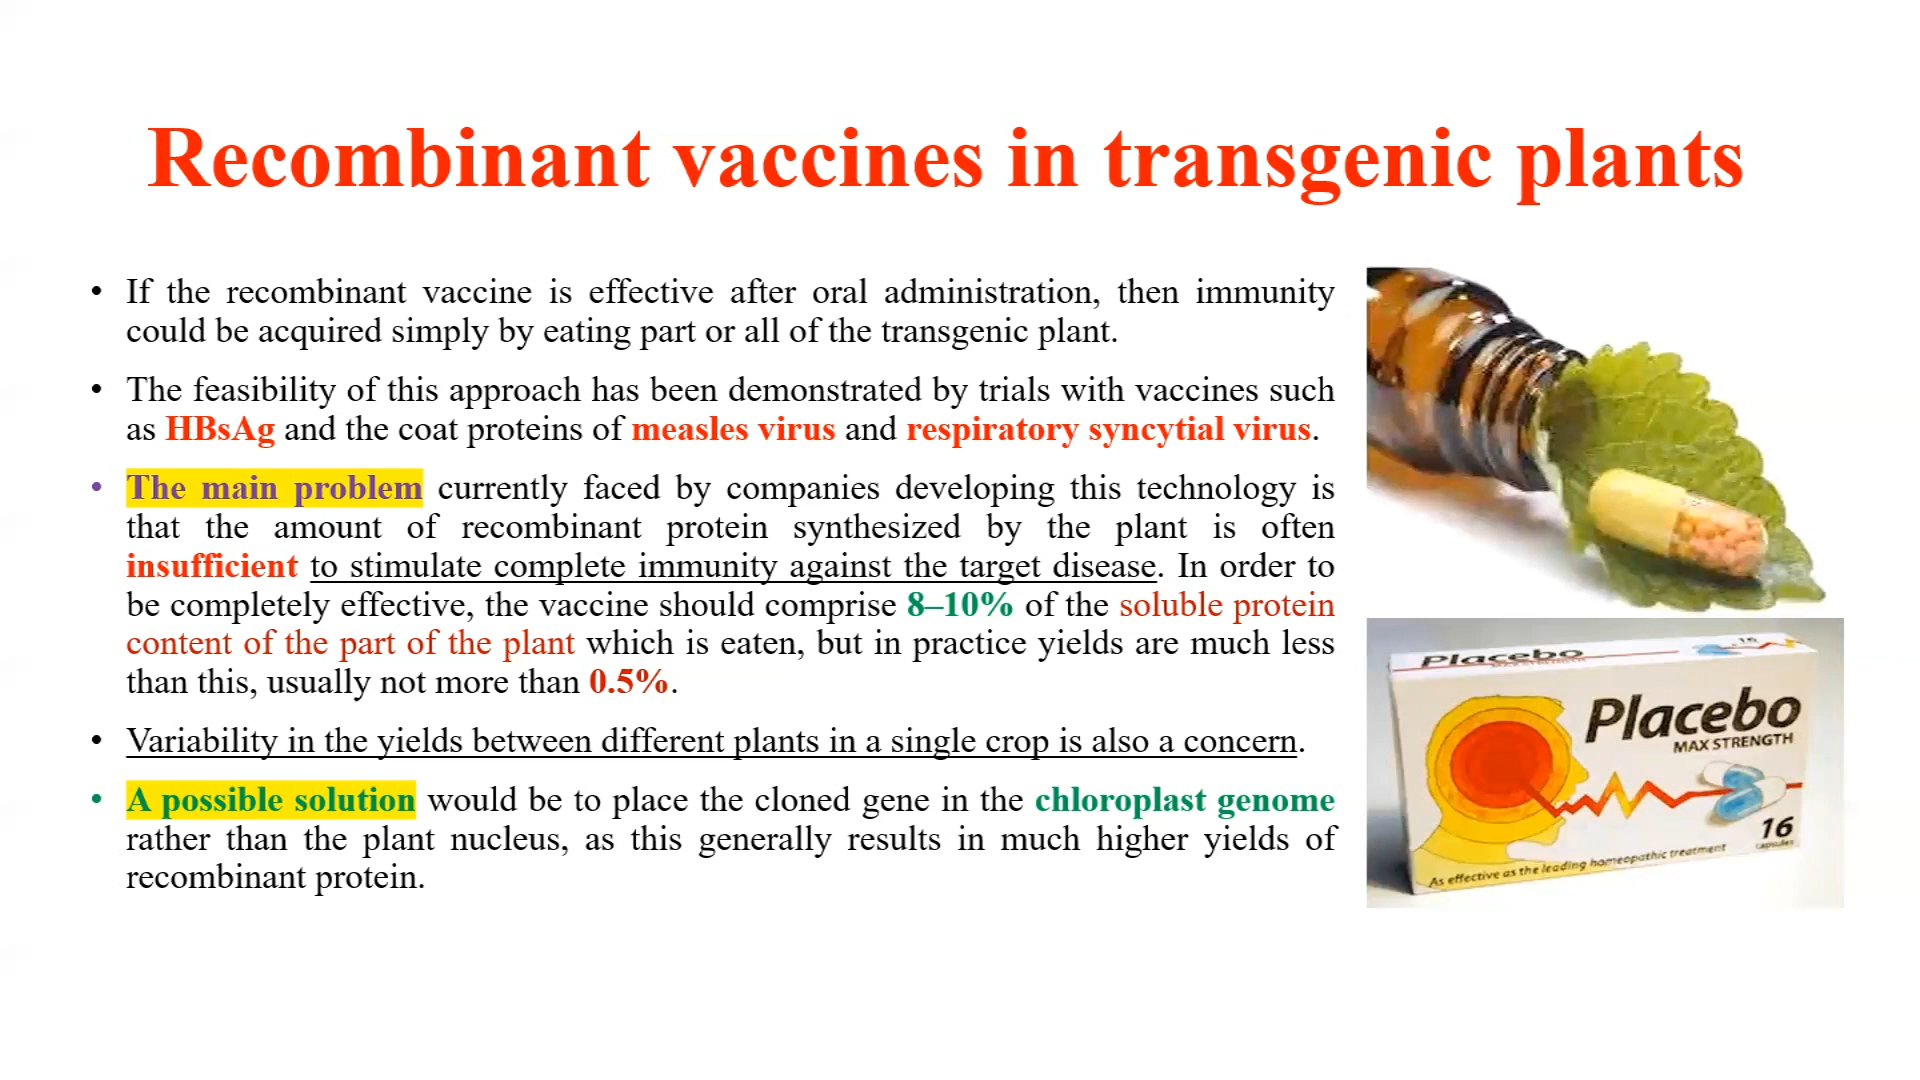 Recombinant vaccines in transgenic plants
• If the recombinant vaccine is effective after oral administration, then immunity
could be acquired simply by eating part or all of the transgenic plant.
• The feasibility of this approach has been demonstrated by trials with vaccines such
as HBsAg and the coat proteins of measles virus and respiratory syncytial virus.
• The main problem currently faced by companies developing this technology is
that the amount of recombinant protein synthesized by the plant is often
insufficient to stimulate complete immunity against the target disease. In order to
be completely effective, the vaccine should comprise 8–10% of the soluble protein
content of the part of the plant which is eaten, but in practice yields are much less
than this, usually not more than 0.5%.
• Variability in the yields between different plants in a single crop is also a concern.
• A possible solution would be to place the cloned gene in the chloroplast genome
rather than the plant nucleus, as this generally results in much higher yields of
recombinant protein.
Placebo
MAX STRENGTH
16
Placebo
MAX STRENGTH
16
capsules
As effective as the leading homeopathic treatment